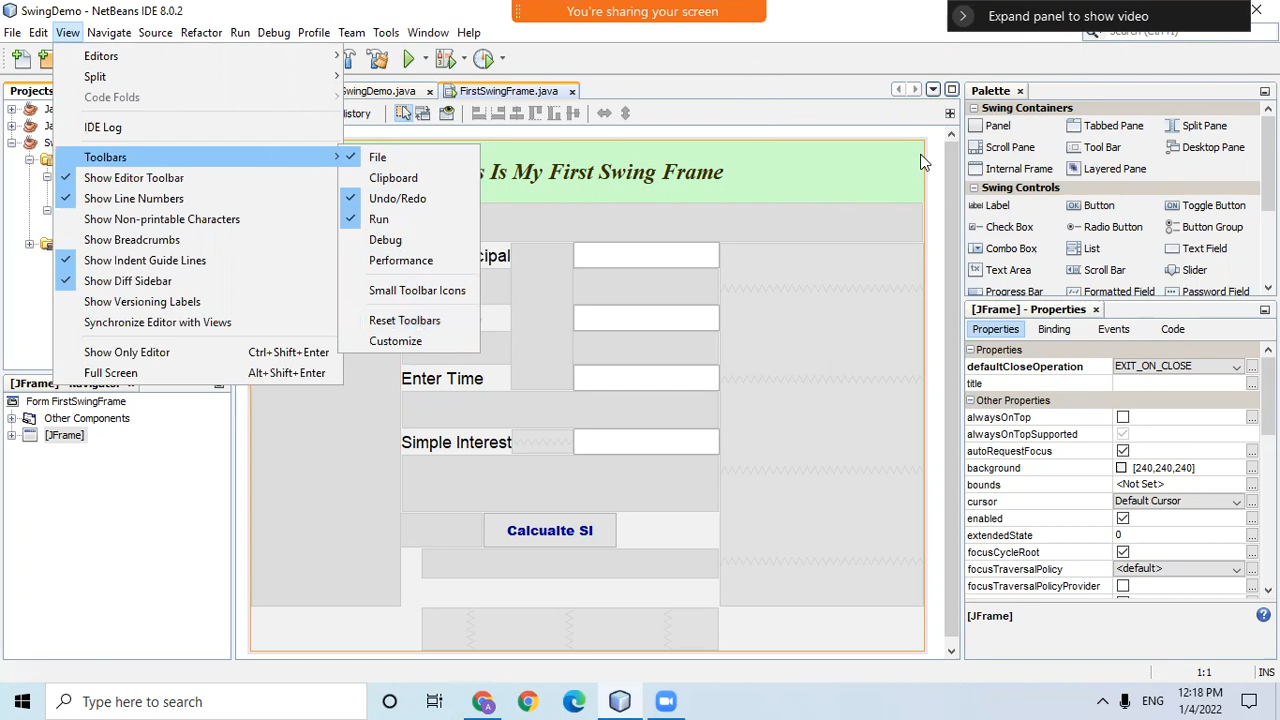 SwingDemo - NetBeans IDE 8.0.2
You're sharing your screen
Expand panel to show video
File Edit View Navigate Source Refactor Run Debug Profile Team Tools Window Help
Projects
Editors
Split
Code Folds
IDE Log
Toolbars
Show Editor Toolbar
Show Line Numbers
Show Non-printable Characters
Show Breadcrumbs
Show Indent Guide Lines
Show Diff Sidebar
Show Versioning Labels
Synchronize Editor with Views
Show Only Editor Ctrl+Shift+Enter
Full Screen Alt+Shift+Enter
File
Clipboard
Undo/Redo
Run
Debug
Performance
Small Toolbar Icons
Reset Toolbars
Customize
wingDemo.java FirstSwingFrame.java
istory
s Is My First Swing Frame
cipal
Enter Time
Simple Interest
Calcualte SI
[JFrame] - Navigator
Form FirstSwingFrame
Other Components
[JFrame]
Palette
Swing Containers
Panel Tabbed Pane Split Pane
Scroll Pane Tool Bar Desktop Pane
Internal Frame Layered Pane
Swing Controls
Label Button Toggle Button
Check Box Radio Button Button Group
Combo Box List Text Field
Text Area Scroll Bar Slider
Progress Bar Formatted Field Password Field
[JFrame] - Properties
Properties Binding Events Code
Properties
defaultCloseOperation EXIT_ON_CLOSE
title
Other Properties
alwaysOnTop
alwaysOnTopSupported
autoRequestFocus
background [240,240,240]
bounds <Not Set>
cursor Default Cursor
enabled
extendedState 0
focusCycleRoot
focusTraversalPolicy <default>
focusTraversalPolicyProvider
[JFrame]
1:1 INS
Type here to search
ENG
12:18 PM
1/4/2022